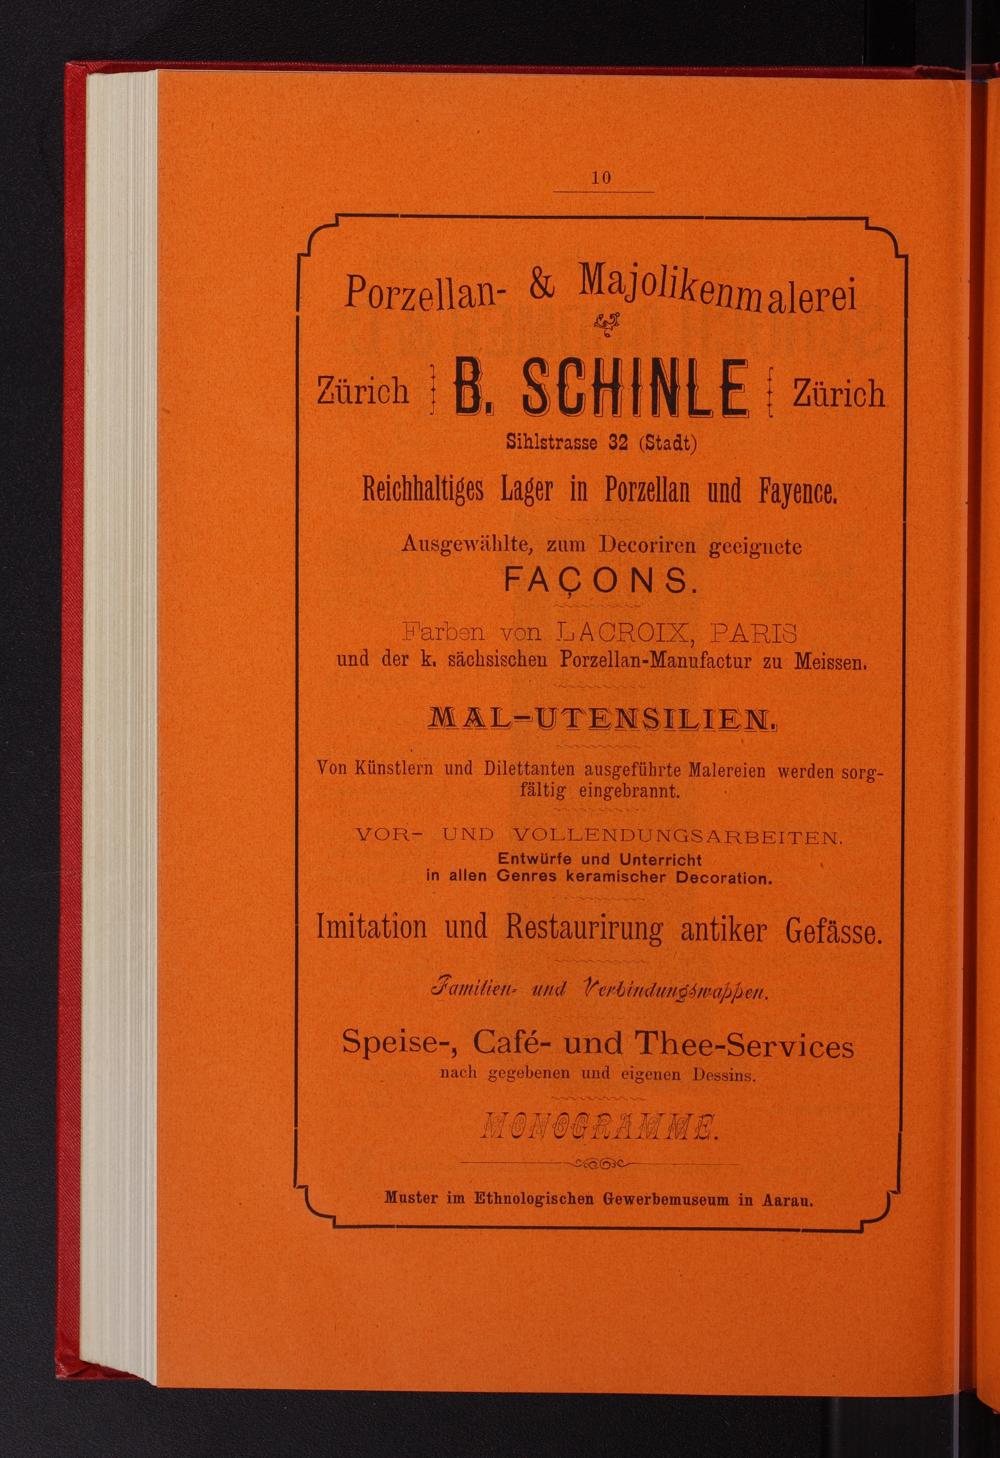 10
Porzellan- & Majolikenmalerei
Zürich B. SCHINLE Zürich
Sihlstrasse 32 (Stadt)
Reichhaltiges Lager in Porzellan und Fayence.
Ausgewählte, zum Decoriren geeignete
FAÇONS.
Farben von LACROIX, PARIS
und der k. sächsischen Porzellan-Manufactur zu Meissen.
MAL-UTENSILIEN.
Von Künstlern und Dilettanten ausgeführte Malereien werden sorg-
fältig eingebrannt.
VOR- UND VOLLENDUNGSARBEITEN.
Entwürfe und Unterricht
in allen Genres keramischer Decoration.
Imitation und Restaurirung antiker Gefässe.
Familien- und Verbindungswappen.
Speise-, Café- und Thee-Services
nach gegebenen und eigenen Dessins.
MONOGRAMME.
Muster im Ethnologischen Gewerbemuseum in Aarau.